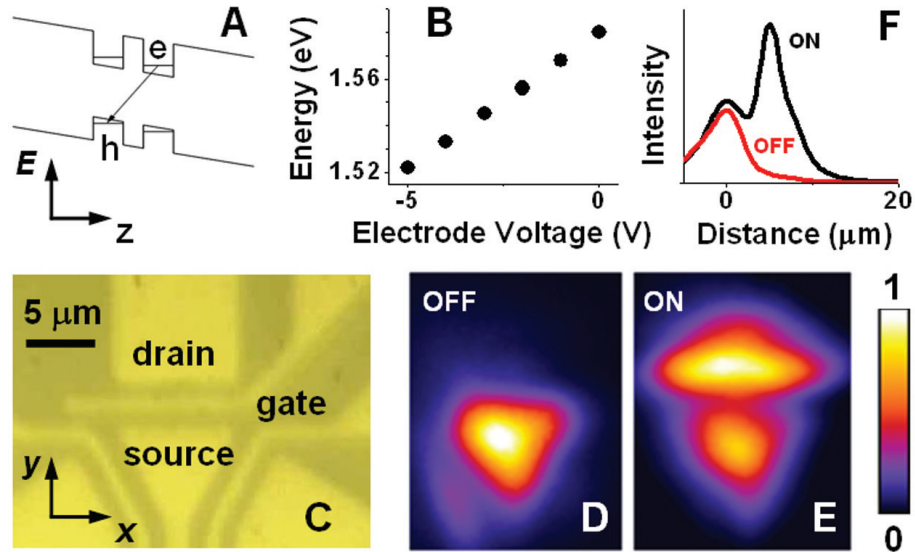 A
e
h
E
z
B
Energy (eV)
1.56
1.52
-5
0
Electrode Voltage (V)
F
Intensity
ON
OFF
0
20
Distance (μm)
5 μm
drain
gate
source
y
x
C
OFF
D
ON
E
1
0